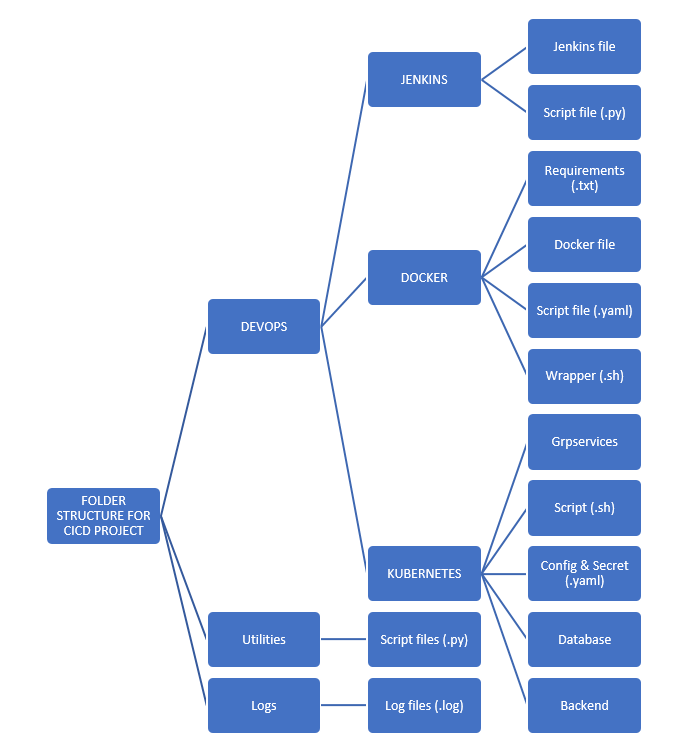 FOLDER
STRUCTURE FOR
CICD PROJECT
DEVOPS
JENKINS
Jenkins file
Script file (.py)
DOCKER
Requirements
(.txt)
Docker file
Script file (.yaml)
Wrapper (.sh)
KUBERNETES
Grpservices
Script (.sh)
Config & Secret
(.yaml)
Database
Backend
Utilities
Script files (.py)
Logs
Log files (.log)